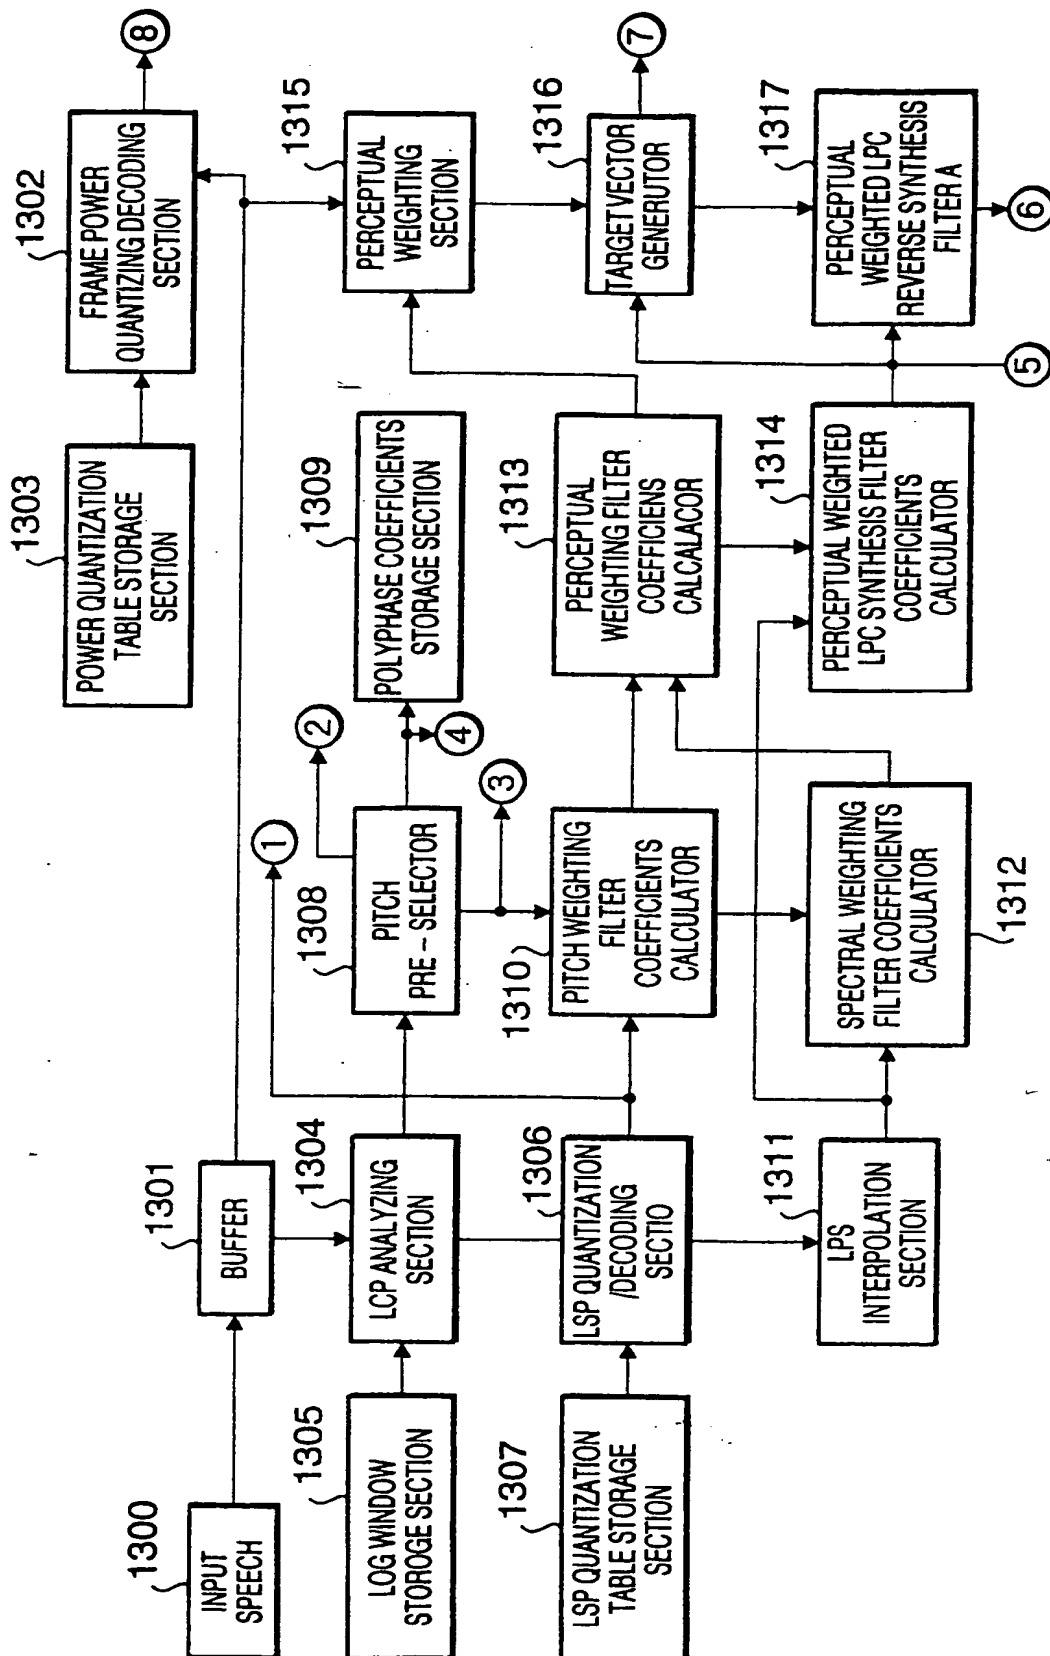 1300
INPUT
SPEECH
1301
BUFFER
1302
FRAME POWER
QUANTIZING DECODING
SECTION
8
1303
POWER QUANTIZATION
TABLE STORAGE
SECTION
1305
LOG WINDOW
STOROGE SECTION
1304
LCP ANALYZING
SECTION
1
1308
PITCH
PRE-SELECTOR
2
3
4
1309
POLYPHASE COEFFICIENTS
STORAGE SECTION
1315
PERCEPTUAL
WEIGHTING
SECTION
1307
LSP QUANTIZATION
TABLE STORAGE
SECTION
1306
LSP QUANTIZATION
/DECODING
SECTIO
1310
PITCH WEIGHTING
FILTER
COEFFICIENTS
CALCULATOR
1313
PERCEPTUAL
WEIGHTING FILTER
COEFFICIENS
CALCALACOR
1316
TARGET VECTOR
GENERUTOR
7
1311
LPS
INTERPOLATION
SECTION
1312
SPECTRAL WEIGHTING
FILTER COEFFICIENTS
CALCULATOR
1314
PERCEPTUAL WEIGHTED
LPC SYNTHESIS FILTER
COEFFICIENTS
CALCULATOR
1317
PERCEPTUAL
WEIGHTED LPC
REVERSE SYNTHESIS
FILTER A
5
6